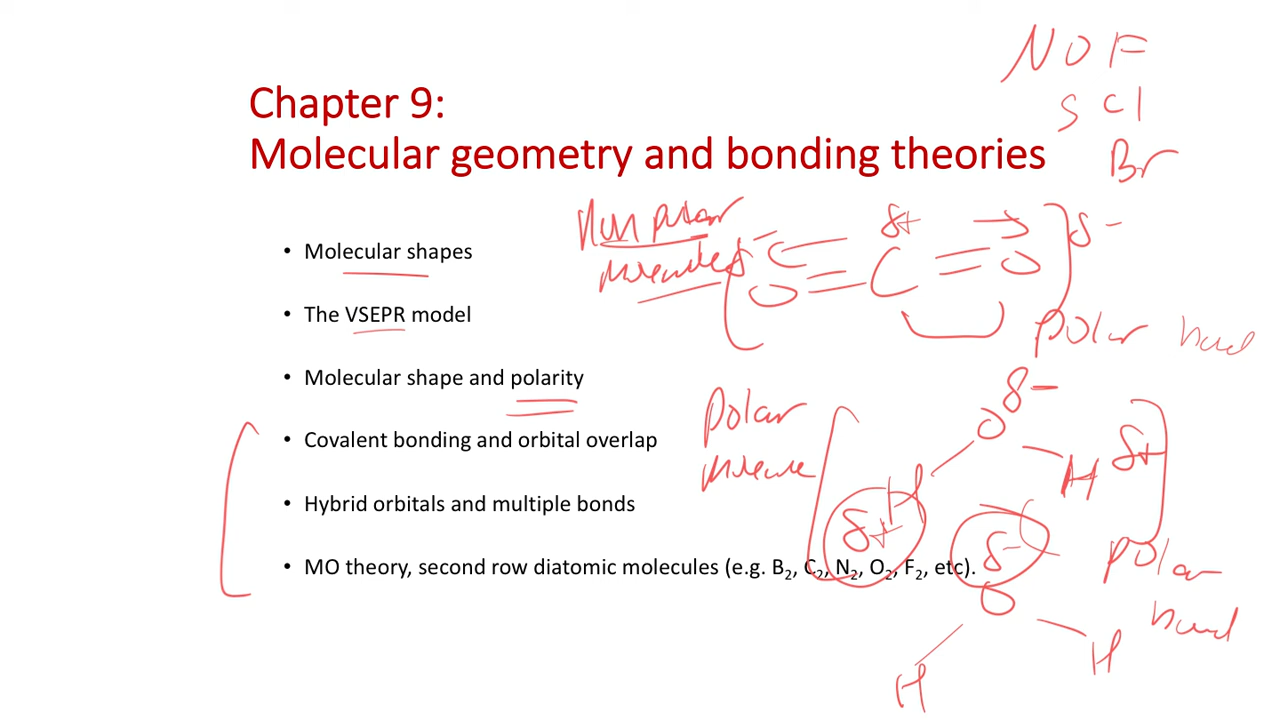 N O F
S Cl
Br
Chapter 9:
Molecular geometry and bonding theories
• Molecular shapes
• The VSEPR model
• Molecular shape and polarity
• Covalent bonding and orbital overlap
• Hybrid orbitals and multiple bonds
• MO theory, second row diatomic molecules (e.g. B₂, C₂, N₂, O₂, F₂, etc).
Non polar
δ+
δ-
O = C = O
polar bond
Polar
δ-
O
H H δ+
δ+
δ-
polar
bond
O
H H